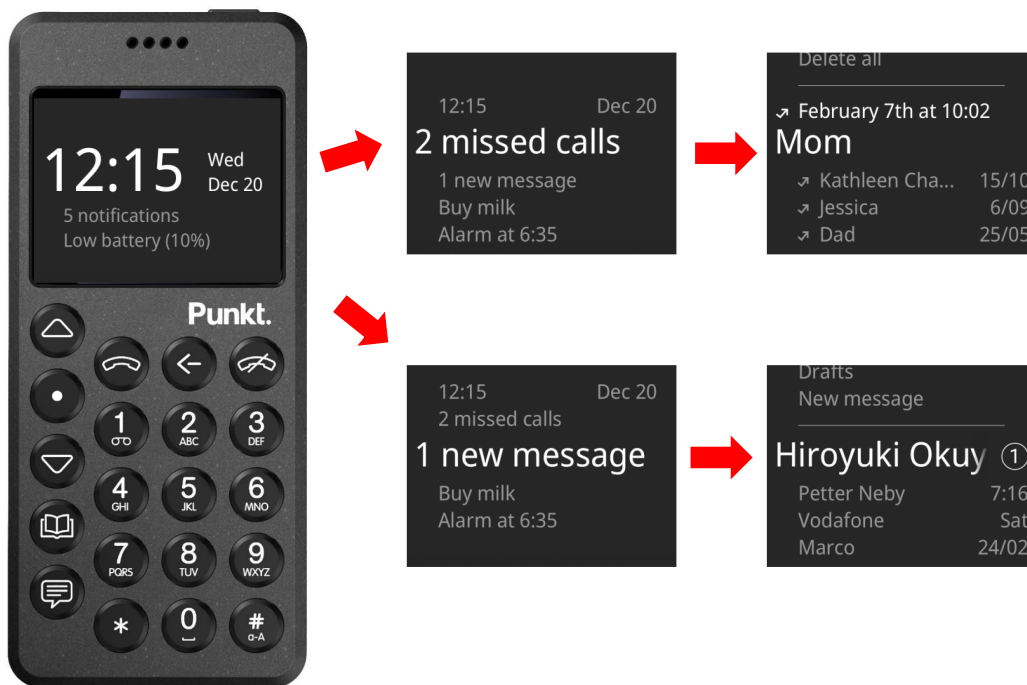 12:15
Wed
Dec 20
5 notifications
Low battery (10%)
Punkt.
1
2 ABC
3 DEF
4 GHI
5 JKL
6 MNO
7 PQRS
8 TUV
9 WXYZ
*
0
#
a-A
12:15 Dec 20
2 missed calls
1 new message
Buy milk
Alarm at 6:35
Delete all
February 7th at 10:02
Mom
Kathleen Cha... 15/10
Jessica 6/09
Dad 25/05
12:15 Dec 20
2 missed calls
1 new message
Buy milk
Alarm at 6:35
Drafts
New message
Hiroyuki Okuy 1
Petter Neby 7:16
Vodafone Sat
Marco 24/02